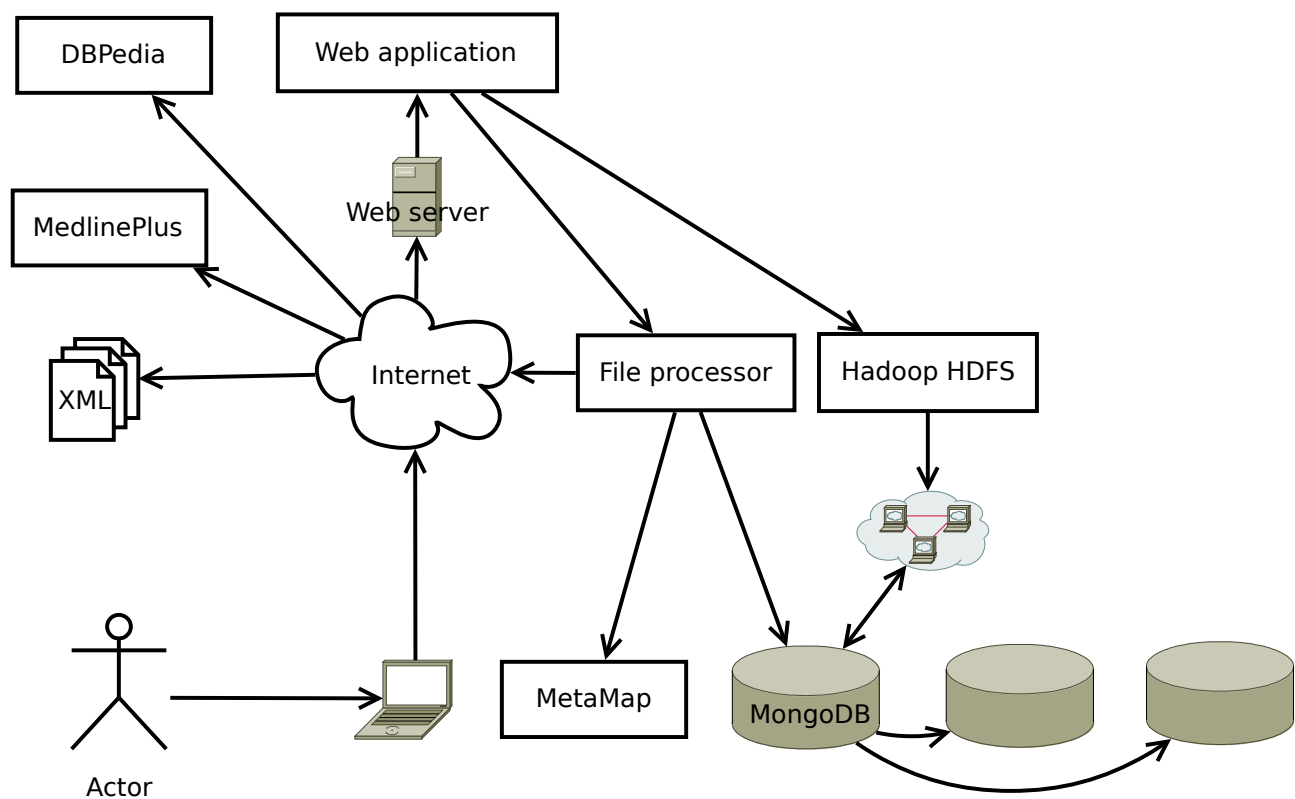 DBPedia
Web application
Web server
MedlinePlus
XML
Internet
File processor
Hadoop HDFS
MetaMap
MongoDB
Actor